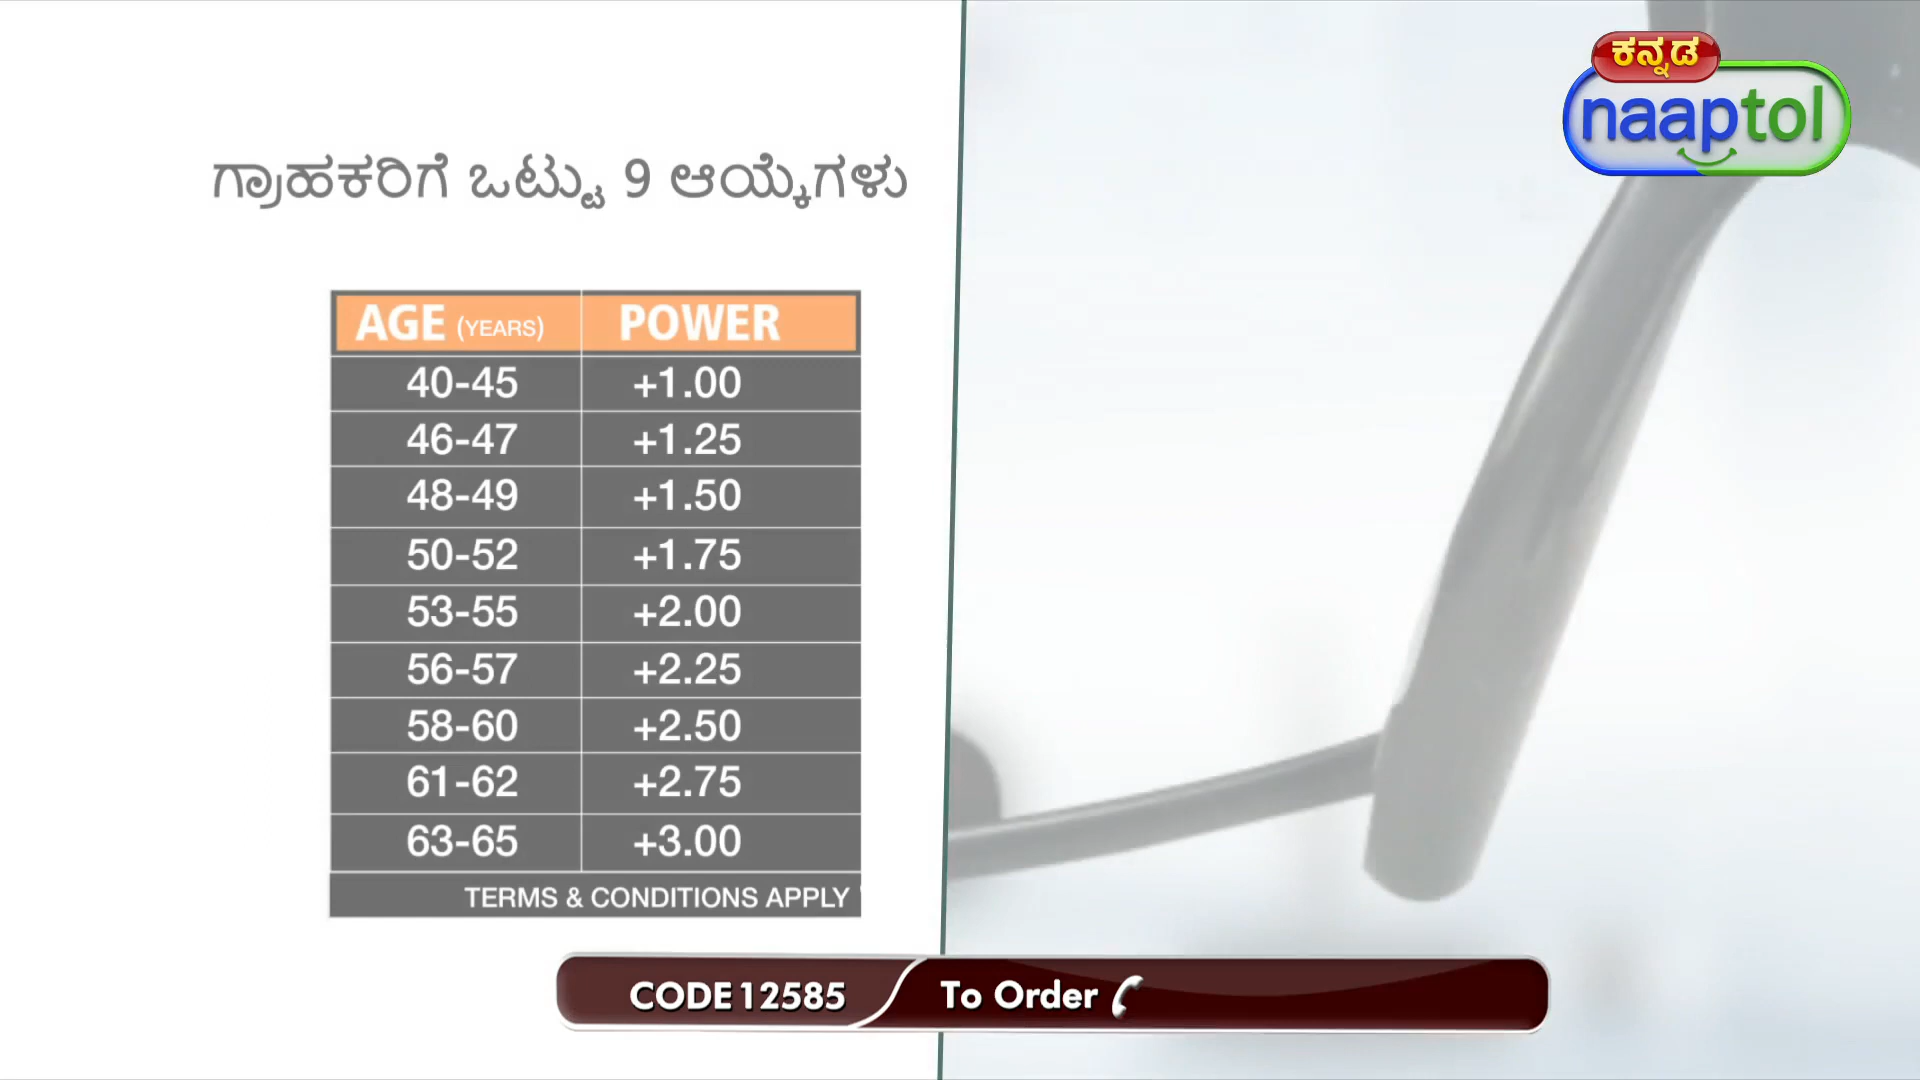 ಕನ್ನಡ
naaptol
ಗ್ರಾಹಕರಿಗೆ ಒಟ್ಟು 9 ಆಯ್ಕೆಗಳು
AGE (YEARS) POWER
40-45 +1.00
46-47 +1.25
48-49 +1.50
50-52 +1.75
53-55 +2.00
56-57 +2.25
58-60 +2.50
61-62 +2.75
63-65 +3.00
TERMS & CONDITIONS APPLY
CODE 12585 To Order